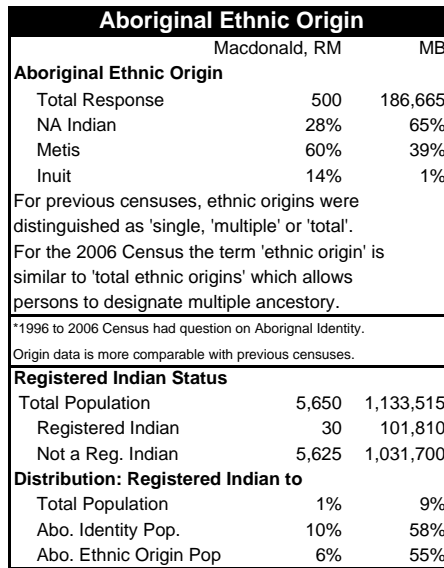 Aboriginal Ethnic Origin
Macdonald, RM MB
Aboriginal Ethnic Origin
Total Response 500 186,665
NA Indian 28% 65%
Metis 60% 39%
Inuit 14% 1%
For previous censuses, ethnic origins were
distinguished as 'single, 'multiple' or 'total'.
For the 2006 Census the term 'ethnic origin' is
similar to 'total ethnic origins' which allows
persons to designate multiple ancestory.
*1996 to 2006 Census had question on Aborignal Identity.
Origin data is more comparable with previous censuses.
Registered Indian Status
Total Population 5,650 1,133,515
Registered Indian 30 101,810
Not a Reg. Indian 5,625 1,031,700
Distribution: Registered Indian to
Total Population 1% 9%
Abo. Identity Pop. 10% 58%
Abo. Ethnic Origin Pop 6% 55%